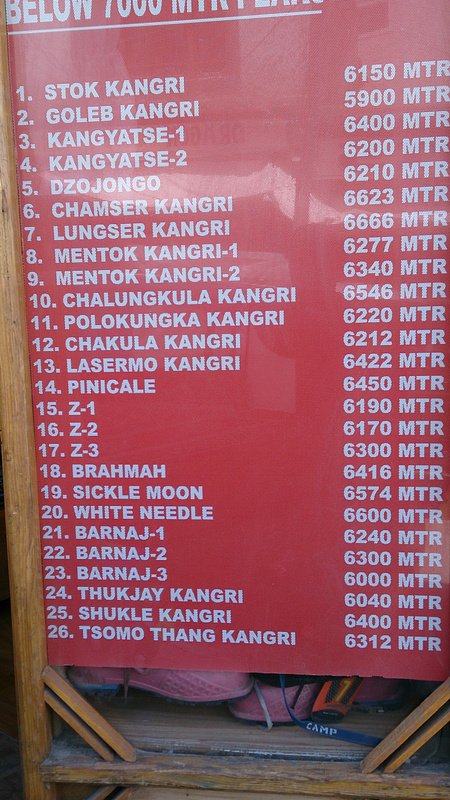 BELOW 7000 MTR PEAKS
1. STOK KANGRI 6150 MTR
2. GOLEB KANGRI 5900 MTR
3. KANGYATSE-1 6400 MTR
4. KANGYATSE-2 6200 MTR
5. DZOJONGO 6210 MTR
6. CHAMSER KANGRI 6623 MTR
7. LUNGSER KANGRI 6666 MTR
8. MENTOK KANGRI-1 6277 MTR
9. MENTOK KANGRI-2 6340 MTR
10. CHALUNGKULA KANGRI 6546 MTR
11. POLOKUNGKA KANGRI 6220 MTR
12. CHAKULA KANGRI 6212 MTR
13. LASERMO KANGRI 6422 MTR
14. PINICALE 6450 MTR
15. Z-1 6190 MTR
16. Z-2 6170 MTR
17. Z-3 6300 MTR
18. BRAHMAH 6416 MTR
19. SICKLE MOON 6574 MTR
20. WHITE NEEDLE 6600 MTR
21. BARNAJ-1 6240 MTR
22. BARNAJ-2 6300 MTR
23. BARNAJ-3 6000 MTR
24. THUKJAY KANGRI 6040 MTR
25. SHUKLE KANGRI 6400 MTR
26. TSOMO THANG KANGRI 6312 MTR
CAMP